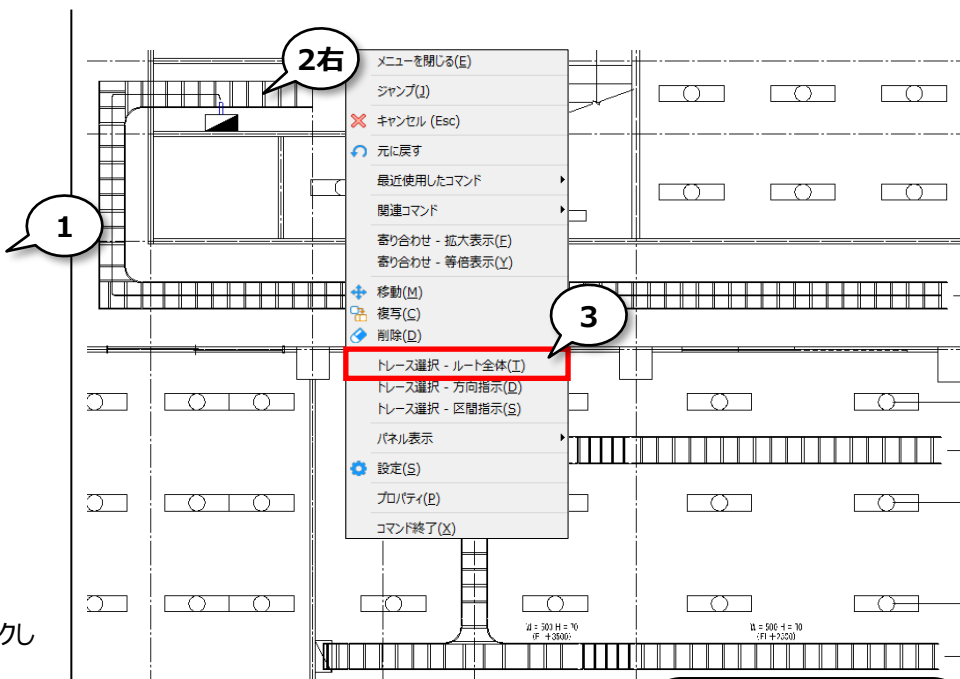 2右
メニューを閉じる(E)
ジャンプ(J)
キャンセル (Esc)
元に戻す
最近使用したコマンド
1
関連コマンド
寄り合わせ - 拡大表示(F)
寄り合わせ - 等倍表示(Y)
移動(M)
複写(C)
3
削除(D)
トレース選択 - ルート全体(T)
トレース選択 - 方向指示(D)
トレース選択 - 区間指示(S)
パネル表示
設定(S)
プロパティ(P)
コマンド終了(X)
クし